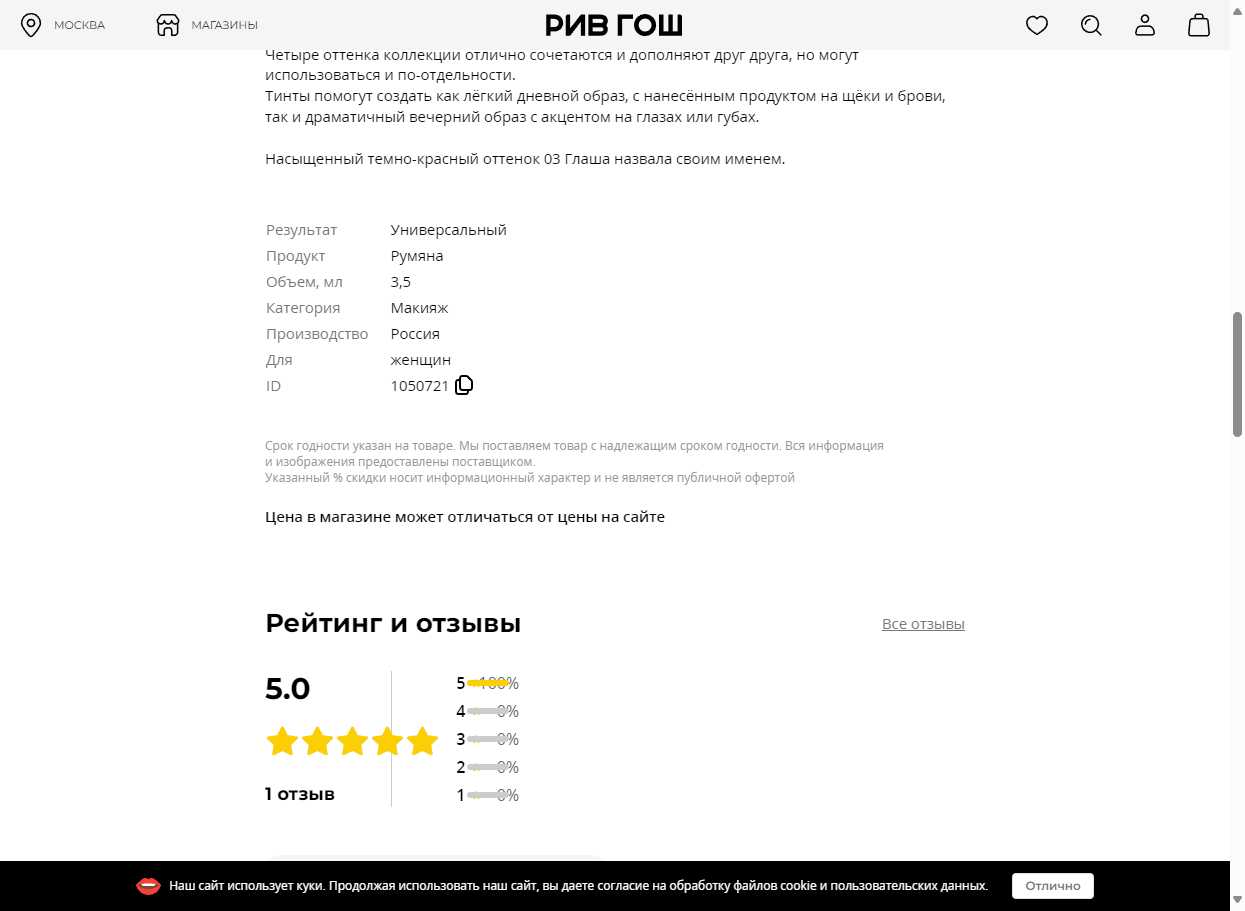 МОСКВА
МАГАЗИНЫ
РИВ ГОШ
Четыре оттенка коллекции отлично сочетаются и дополняют друг друга, но могут
использоваться и по-отдельности.
Тинты помогут создать как лёгкий дневной образ, с нанесённым продуктом на щёки и брови,
так и драматичный вечерний образ с акцентом на глазах или губах.
Насыщенный темно-красный оттенок 03 Глаша назвала своим именем.
Результат Универсальный
Продукт Румяна
Объем, мл 3,5
Категория Макияж
Производство Россия
Для женщин
ID 1050721
Срок годности указан на товаре. Мы поставляем товар с надлежащим сроком годности. Вся информация
и изображения предоставлены поставщиком.
Указанный % скидки носит информационный характер и не является публичной офертой
Цена в магазине может отличаться от цены на сайте
Рейтинг и отзывы
Все отзывы
5.0
1 отзыв
5 100%
4 0%
3 0%
2 0%
1 0%
Наш сайт использует куки. Продолжая использовать наш сайт, вы даете согласие на обработку файлов cookie и пользовательских данных.
Отлично